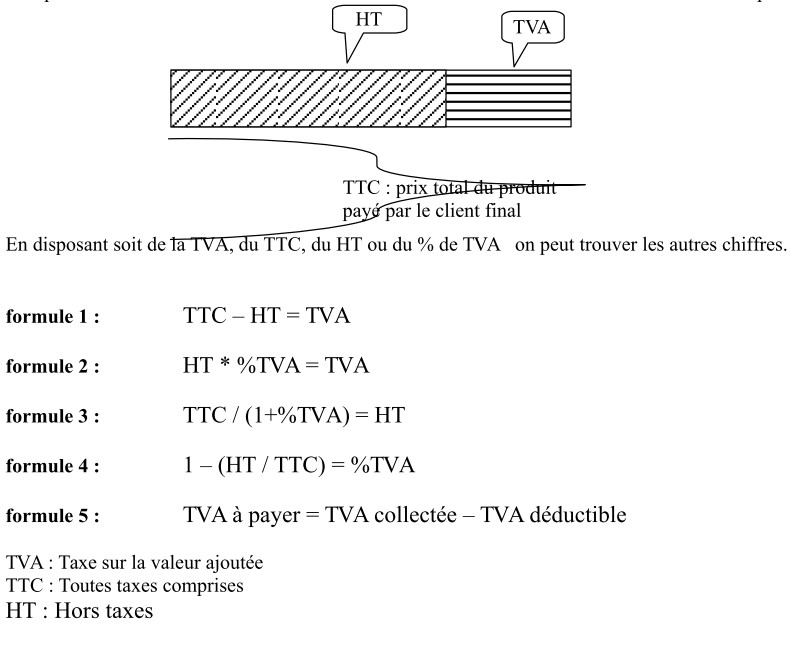 HT
TVA
TTC : prix total du produit
payé par le client final
En disposant soit de la TVA, du TTC, du HT ou du % de TVA on peut trouver les autres chiffres.
formule 1 : TTC – HT = TVA
formule 2 : HT * %TVA = TVA
formule 3 : TTC / (1+%TVA) = HT
formule 4 : 1 – (HT / TTC) = %TVA
formule 5 : TVA à payer = TVA collectée – TVA déductible
TVA : Taxe sur la valeur ajoutée
TTC : Toutes taxes comprises
HT : Hors taxes